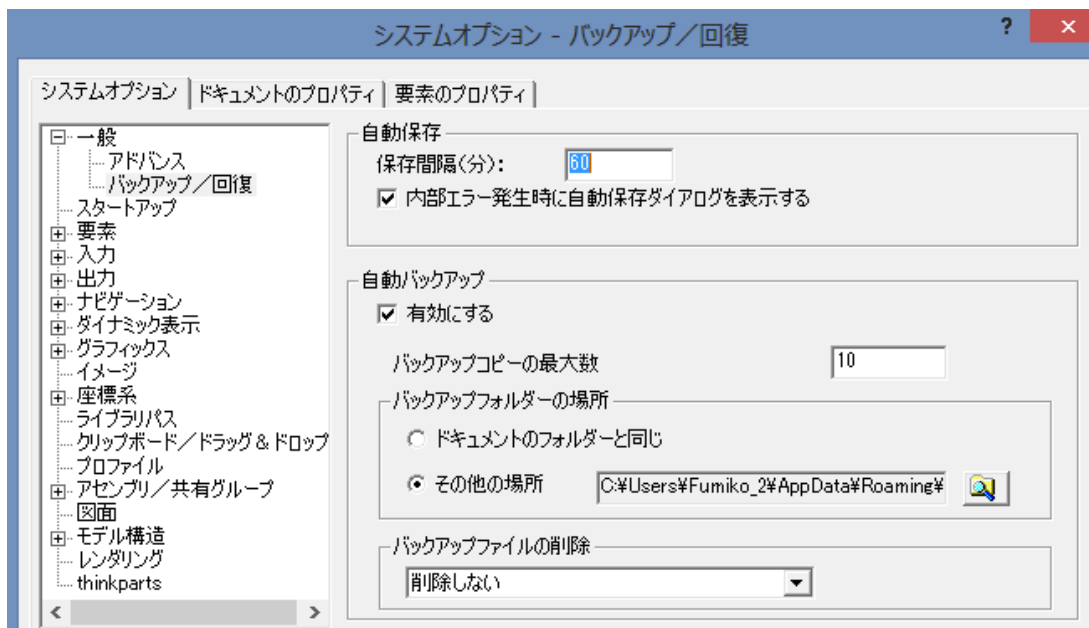 システムオプション - バックアップ／回復
? ×
システムオプション ドキュメントのプロパティ 要素のプロパティ
一般
アドバンス
バックアップ／回復
スタートアップ
要素
入力
出力
ナビゲーション
ダイナミック表示
グラフィックス
イメージ
座標系
ライブラリパス
クリップボード／ドラッグ＆ドロップ
プロファイル
アセンブリ／共有グループ
図面
モデル構造
レンダリング
thinkparts
自動保存
保存間隔(分): 60
内部エラー発生時に自動保存ダイアログを表示する
自動バックアップ
有効にする
バックアップコピーの最大数 10
バックアップフォルダーの場所
ドキュメントのフォルダーと同じ
その他の場所 C:¥Users¥Fumiko_2¥AppData¥Roaming¥
バックアップファイルの削除
削除しない